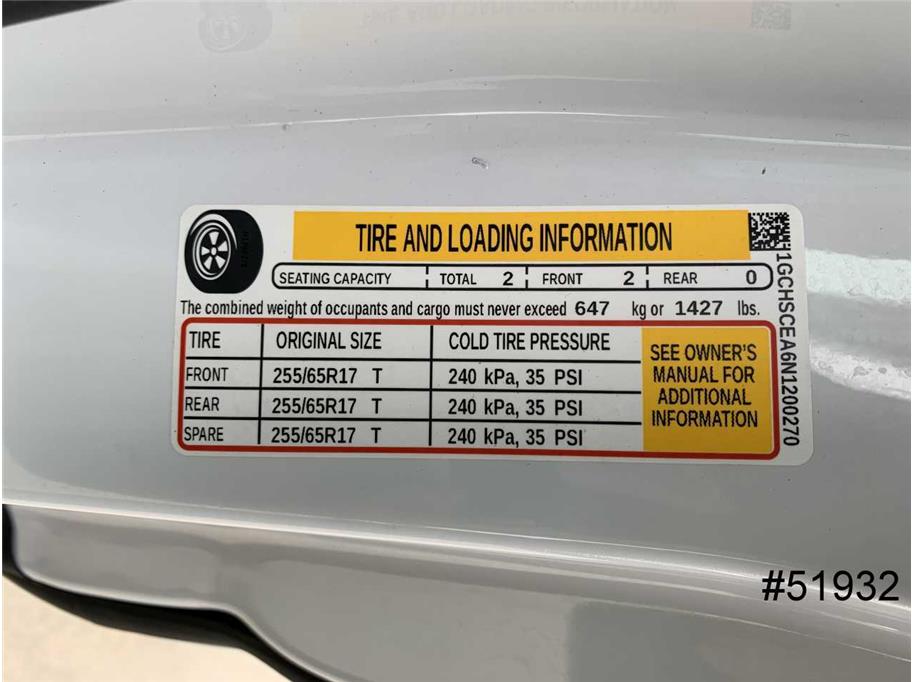 TIRE AND LOADING INFORMATION
SEATING CAPACITY TOTAL 2 FRONT 2 REAR 0
The combined weight of occupants and cargo must never exceed 647 kg or 1427 lbs.
TIRE ORIGINAL SIZE COLD TIRE PRESSURE
FRONT 255/65R17 T 240 kPa, 35 PSI
REAR 255/65R17 T 240 kPa, 35 PSI
SPARE 255/65R17 T 240 kPa, 35 PSI
SEE OWNER'S
MANUAL FOR
ADDITIONAL
INFORMATION
1GCHSCEA6N1200270
#51932